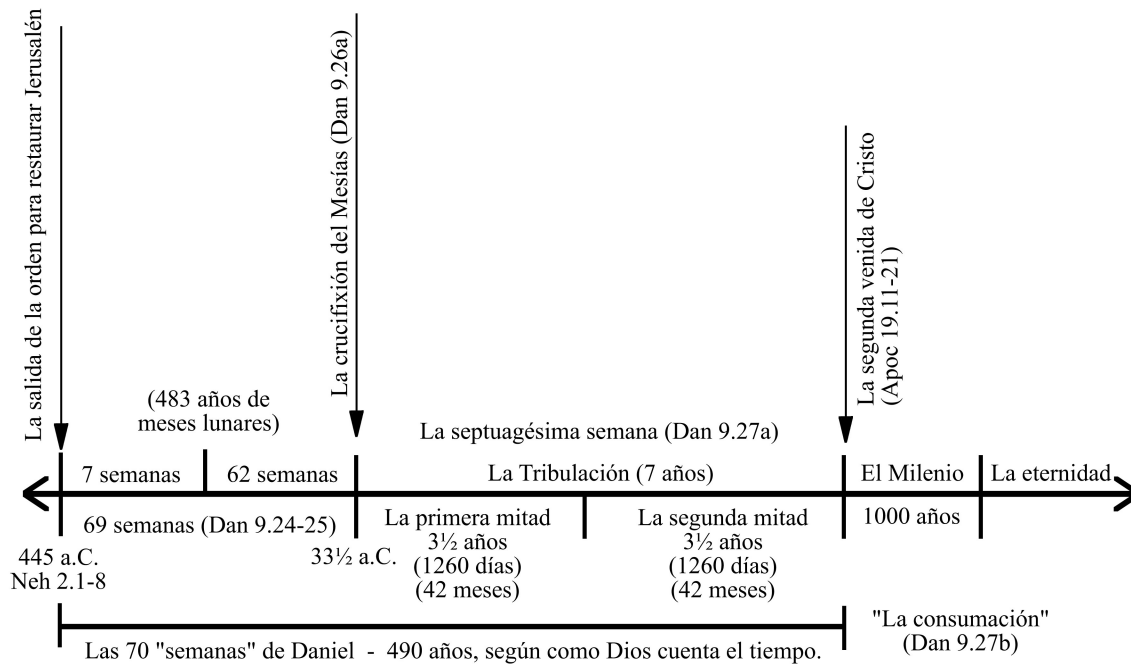 La salida de la orden para restaurar Jerusalén
La crucifixión del Mesías (Dan 9.26a)
La segunda venida de Cristo
(Apoc 19.11-21)
(483 años de
meses lunares)
La septuagésima semana (Dan 9.27a)
7 semanas
62 semanas
La Tribulación (7 años)
El Milenio
La eternidad
69 semanas (Dan 9.24-25)
La primera mitad
3½ años
(1260 días)
(42 meses)
La segunda mitad
3½ años
(1260 días)
(42 meses)
1000 años
445 a.C.
Neh 2.1-8
33½ a.C.
"La consumación"
(Dan 9.27b)
Las 70 "semanas" de Daniel - 490 años, según como Dios cuenta el tiempo.